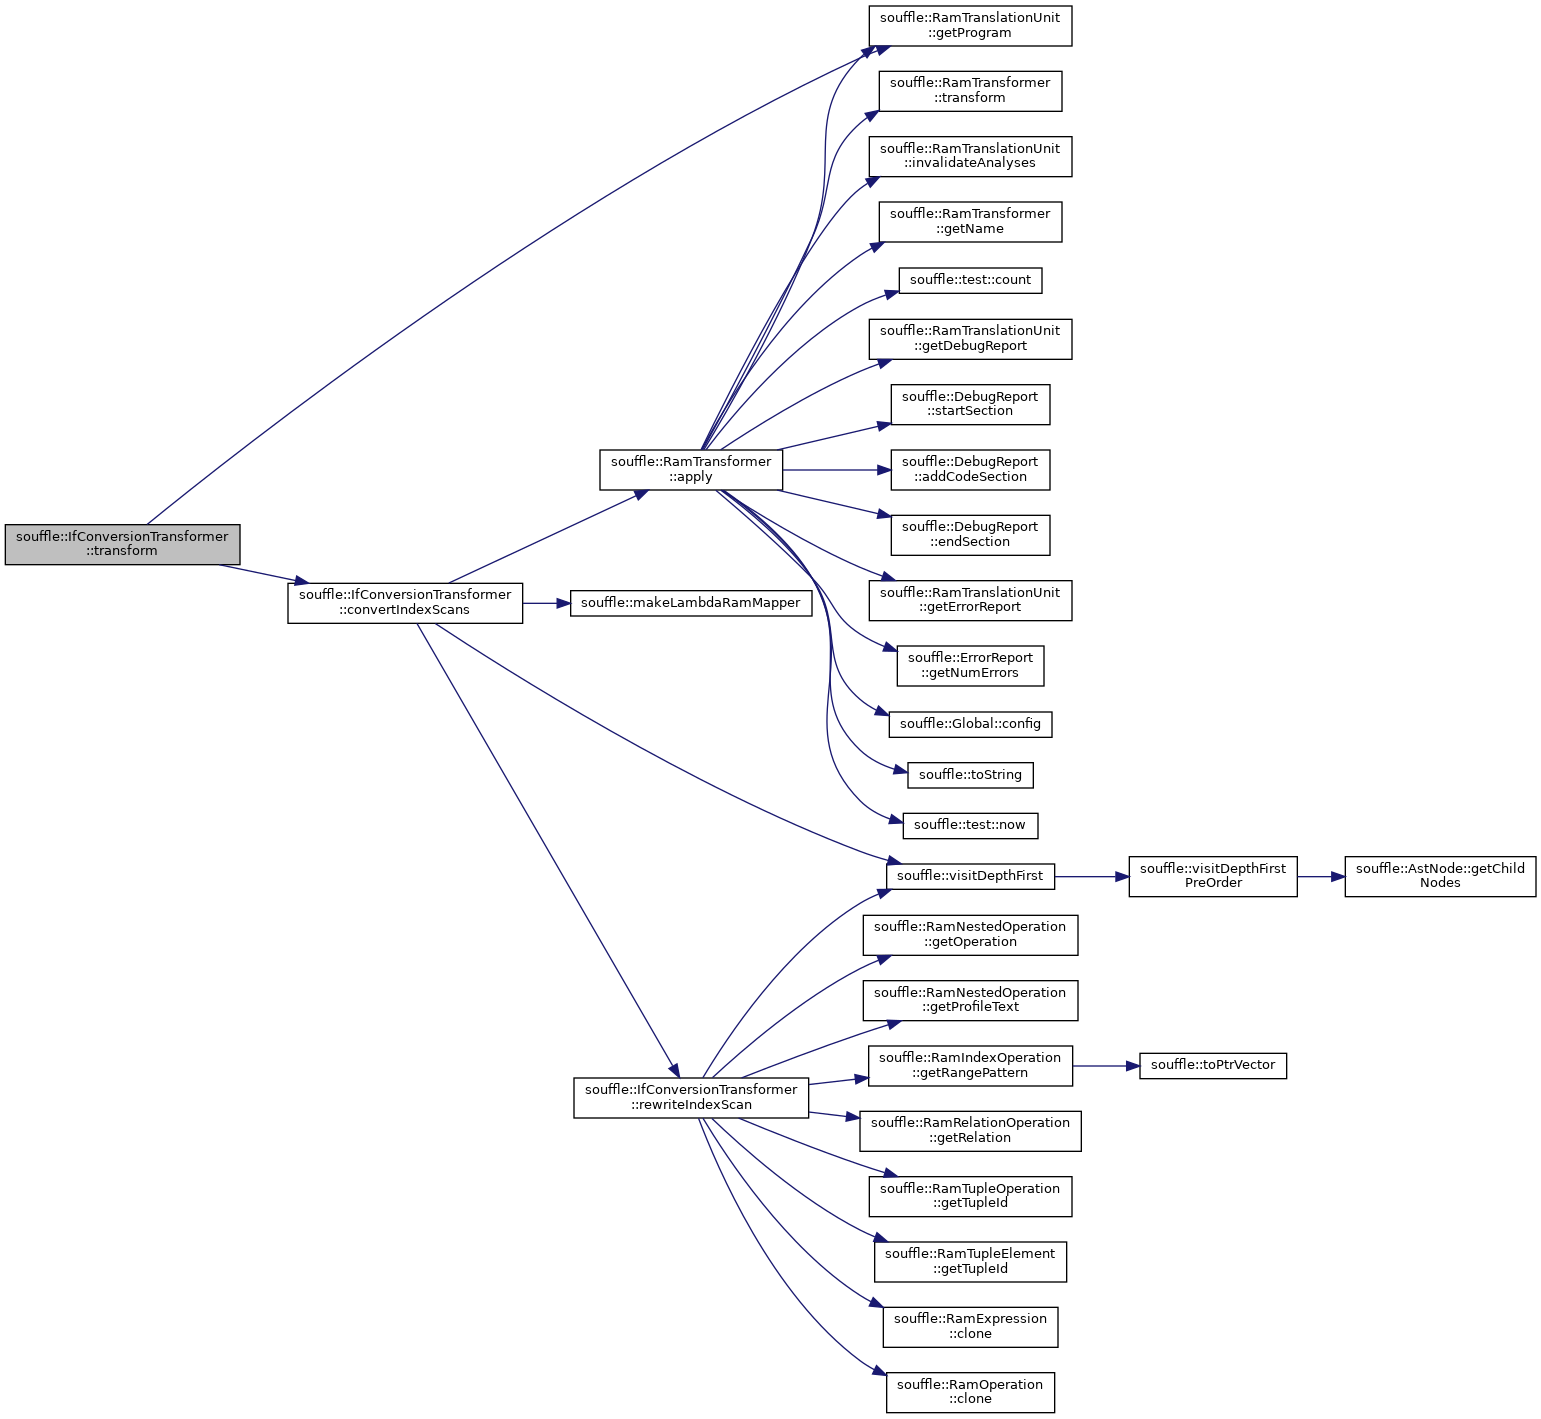 souffle::RamTranslationUnit
::getProgram
souffle::RamTransformer
::transform
souffle::RamTranslationUnit
::invalidateAnalyses
souffle::RamTransformer
::getName
souffle::test::count
souffle::RamTranslationUnit
::getDebugReport
souffle::DebugReport
::startSection
souffle::RamTransformer
::apply
souffle::DebugReport
::addCodeSection
souffle::IfConversionTransformer
::transform
souffle::DebugReport
::endSection
souffle::IfConversionTransformer
::convertIndexScans
souffle::makeLambdaRamMapper
souffle::RamTranslationUnit
::getErrorReport
souffle::ErrorReport
::getNumErrors
souffle::Global::config
souffle::toString
souffle::test::now
souffle::visitDepthFirst
souffle::visitDepthFirst
PreOrder
souffle::AstNode::getChild
Nodes
souffle::RamNestedOperation
::getOperation
souffle::RamNestedOperation
::getProfileText
souffle::RamIndexOperation
::getRangePattern
souffle::toPtrVector
souffle::IfConversionTransformer
::rewriteIndexScan
souffle::RamRelationOperation
::getRelation
souffle::RamTupleOperation
::getTupleId
souffle::RamTupleElement
::getTupleId
souffle::RamExpression
::clone
souffle::RamOperation
::clone